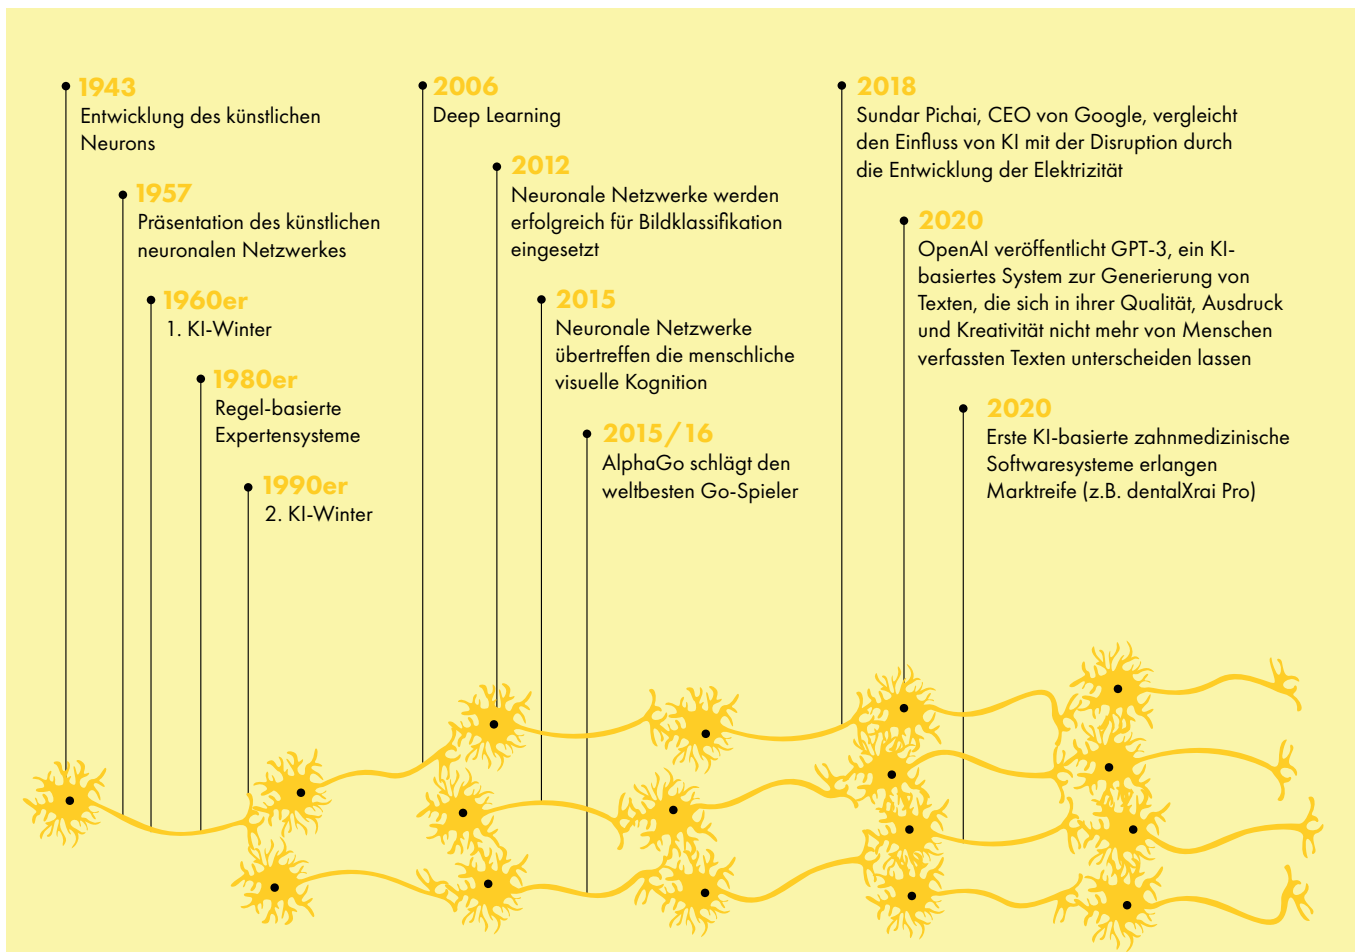 1943
Entwicklung des künstlichen
Neurons
1957
Präsentation des künstlichen
neuronalen Netzwerkes
1960er
1. KI-Winter
1980er
Regel-basierte
Expertensysteme
1990er
2. KI-Winter
2006
Deep Learning
2012
Neuronale Netzwerke werden
erfolgreich für Bildklassifikation
eingesetzt
2015
Neuronale Netzwerke
übertreffen die menschliche
visuelle Kognition
2015/16
AlphaGo schlägt den
weltbesten Go-Spieler
2018
Sundar Pichai, CEO von Google, vergleicht
den Einfluss von KI mit der Disruption durch
die Entwicklung der Elektrizität
2020
OpenAI veröffentlicht GPT-3, ein KI-
basiertes System zur Generierung von
Texten, die sich in ihrer Qualität, Ausdruck
und Kreativität nicht mehr von Menschen
verfassten Texten unterscheiden lassen
2020
Erste KI-basierte zahnmedizinische
Softwaresysteme erlangen
Marktreife (z.B. dentalXrai Pro)